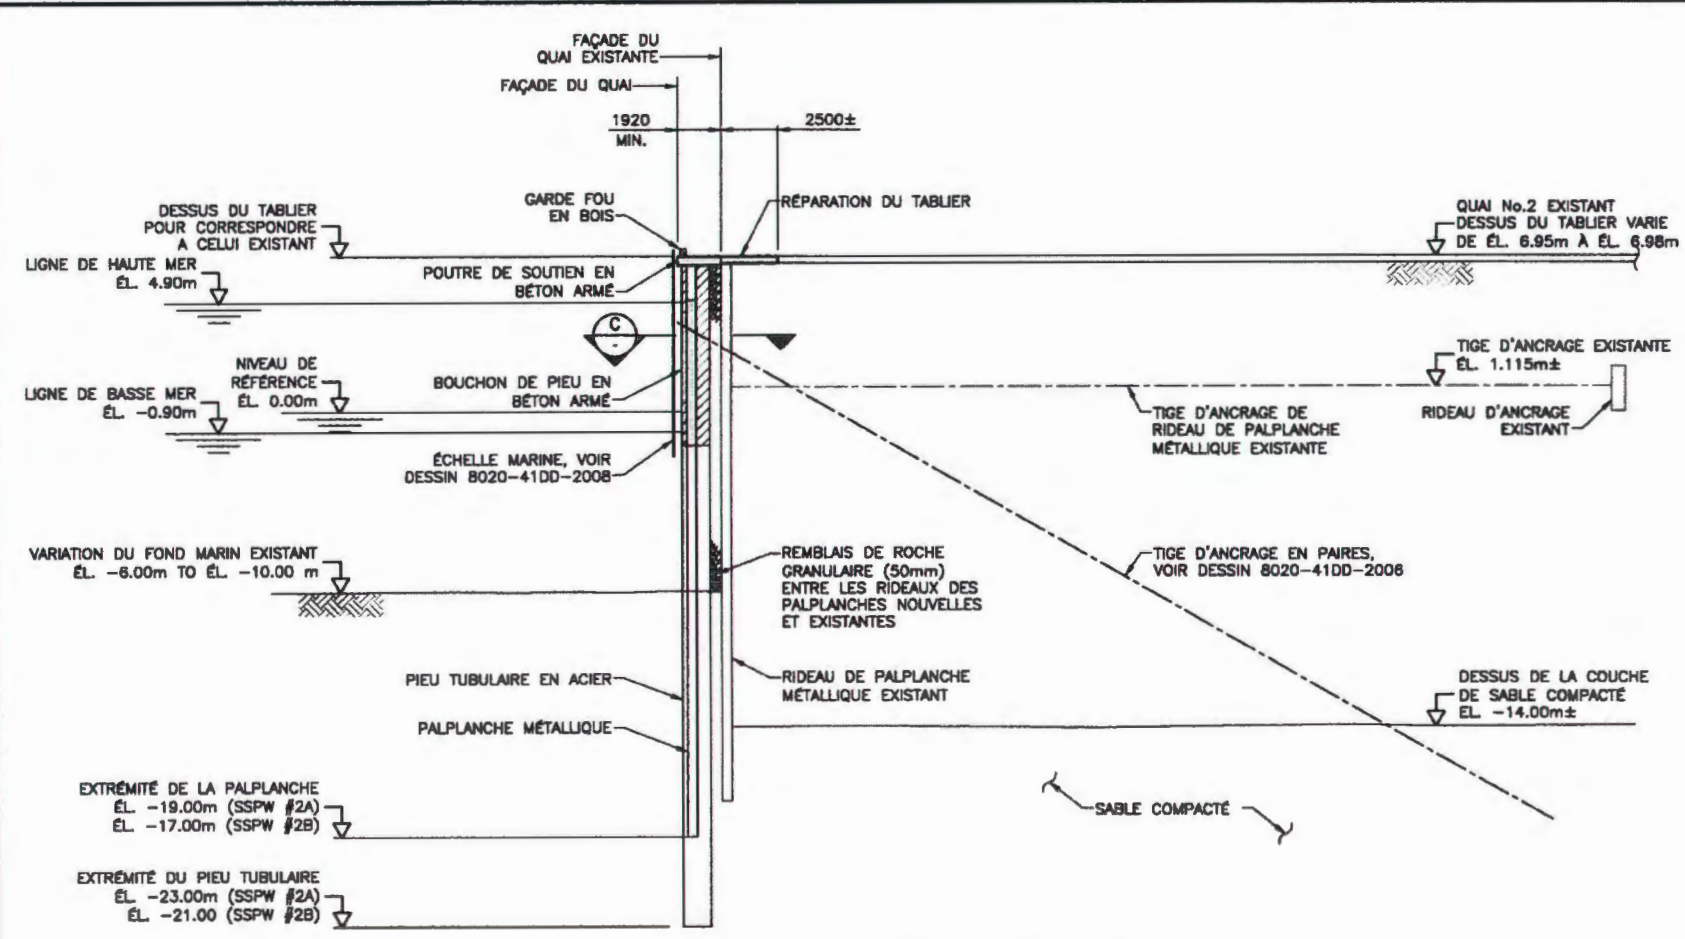 FAÇADE DU
QUAI EXISTANTE
FAÇADE DU QUAI
1920
MIN.
2500±
GARDE FOU
EN BOIS
RÉPARATION DU TABLIER
DESSUS DU TABLIER
POUR CORRESPONDRE
A CELUI EXISTANT
QUAI No.2 EXISTANT
DESSUS DU TABLIER VARIE
DE ÉL. 6.95m À ÉL. 6.98m
LIGNE DE HAUTE MER
ÉL. 4.90m
POUTRE DE SOUTIEN EN
BÉTON ARMÉ
C
-
NIVEAU DE
RÉFÉRENCE
ÉL. 0.00m
LIGNE DE BASSE MER
ÉL. -0.90m
BOUCHON DE PIEU EN
BÉTON ARMÉ
TIGE D'ANCRAGE EXISTANTE
ÉL. 1.115m±
TIGE D'ANCRAGE DE
RIDEAU DE PALPLANCHE
MÉTALLIQUE EXISTANTE
RIDEAU D'ANCRAGE
EXISTANT
ÉCHELLE MARINE, VOIR
DESSIN 8020-41DD-2008
VARIATION DU FOND MARIN EXISTANT
ÉL. -6.00m TO ÉL. -10.00 m
REMBLAIS DE ROCHE
GRANULAIRE (50mm)
ENTRE LES RIDEAUX DES
PALPLANCHES NOUVELLES
ET EXISTANTES
TIGE D'ANCRAGE EN PAIRES,
VOIR DESSIN 8020-41DD-2006
PIEU TUBULAIRE EN ACIER
RIDEAU DE PALPLANCHE
MÉTALLIQUE EXISTANT
DESSUS DE LA COUCHE
DE SABLE COMPACTÉ
EL. -14.00m±
PALPLANCHE MÉTALLIQUE
EXTRÉMITÉ DE LA PALPLANCHE
ÉL. -19.00m (SSPW #2A)
ÉL. -17.00m (SSPW #2B)
SABLE COMPACTÉ
EXTRÉMITÉ DU PIEU TUBULAIRE
ÉL. -23.00m (SSPW #2A)
ÉL. -21.00 (SSPW #2B)